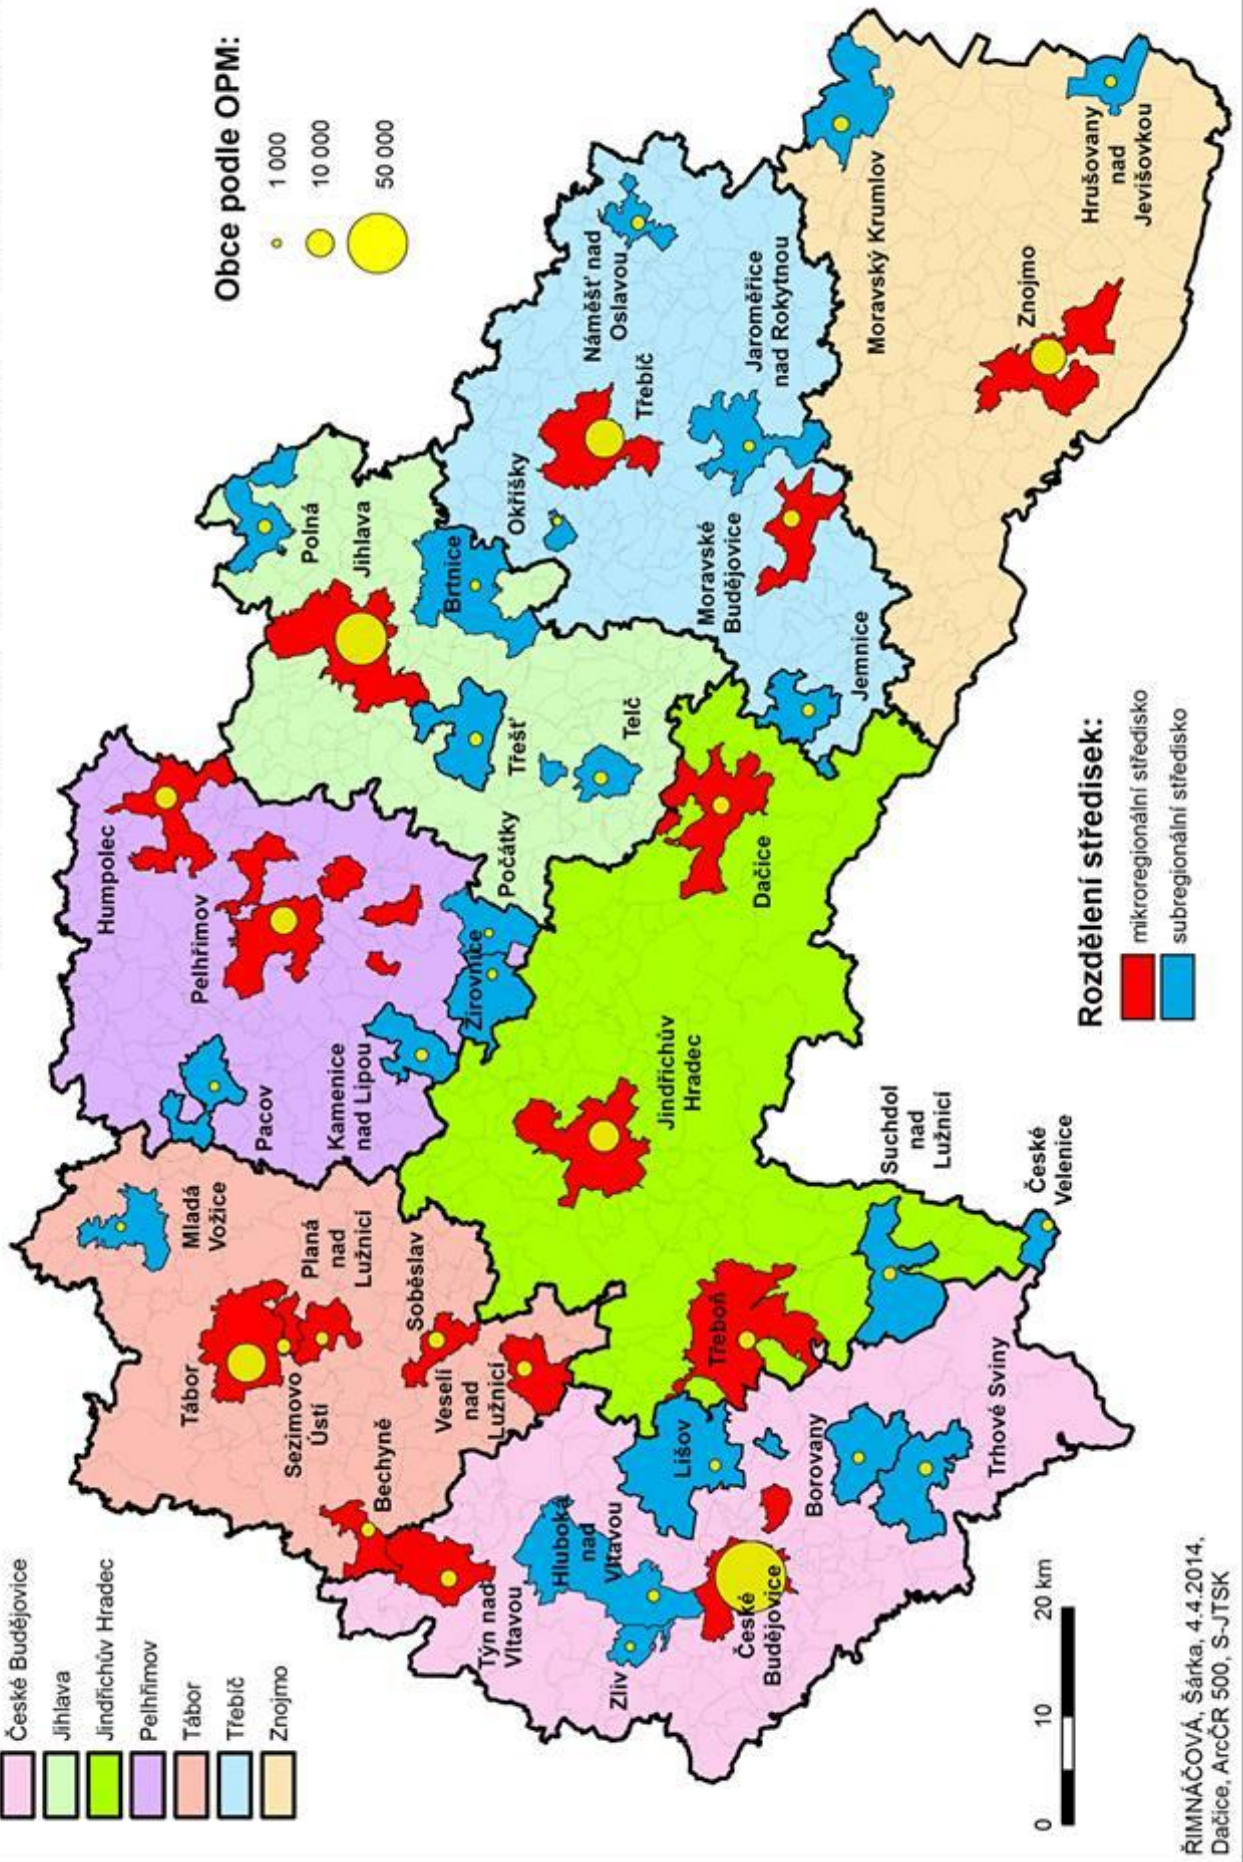 České Budějovice
Jihlava
Jindřichův Hradec
Pelhřimov
Tábor
Třebíč
Znojmo
Obce podle OPM:
1 000
10 000
50 000
Humpolec
Pelhřimov
Pacov
Kamenice
nad Lipou
Žirovnice
Počátky
Polná
Jihlava
Brtnice
Třešť
Telč
Okříšky
Třebíč
Náměšť nad
Oslavou
Jaroměřice
nad Rokytnou
Moravské
Budějovice
Jemnice
Moravský Krumlov
Hrušovany
nad
Jevišovkou
Znojmo
Mladá
Vožice
Tábor
Sezimovo
Ústí
Planá
nad
Lužnicí
Soběslav
Veselí
nad
Lužnicí
Bechyně
Týn nad
Vltavou
Hluboká
nad
Vltavou
Zliv
České
Budějovice
Lišov
Borovany
Trhové Sviny
Třeboň
Jindřichův
Hradec
Dačice
Suchdol
nad
Lužnicí
České
Velenice
Rozdělení středisek:
mikroregionální středisko
subregionální středisko
0 10 20 km
ŘIMNÁČOVÁ, Šárka, 4.4.2014,
Dačice, ArcČR 500, S-JTSK